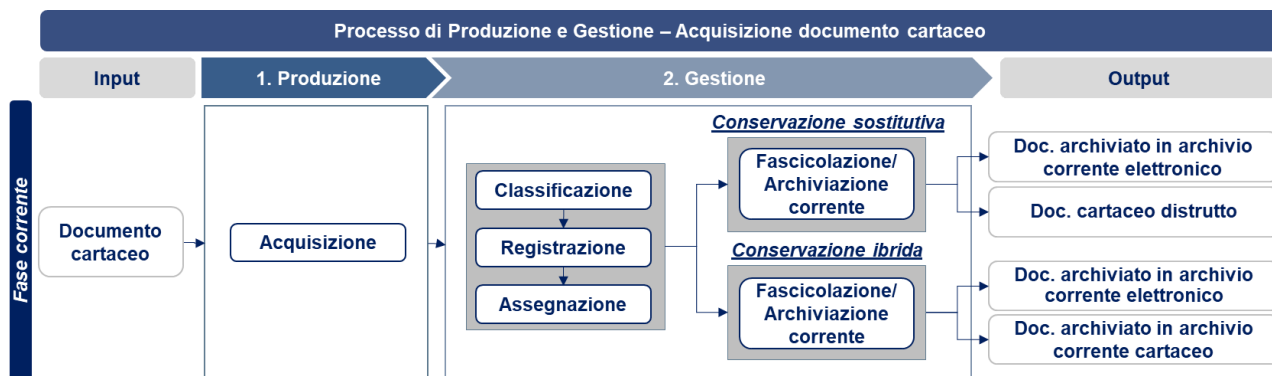 Processo di Produzione e Gestione – Acquisizione documento cartaceo
Input
1. Produzione
2. Gestione
Output
Fase corrente
Documento
cartaceo
Acquisizione
Classificazione
Registrazione
Assegnazione
Conservazione sostitutiva
Fascicolazione/
Archiviazione
corrente
Conservazione ibrida
Fascicolazione/
Archiviazione
corrente
Doc. archiviato in archivio
corrente elettronico
Doc. cartaceo distrutto
Doc. archiviato in archivio
corrente elettronico
Doc. archiviato in archivio
corrente cartaceo